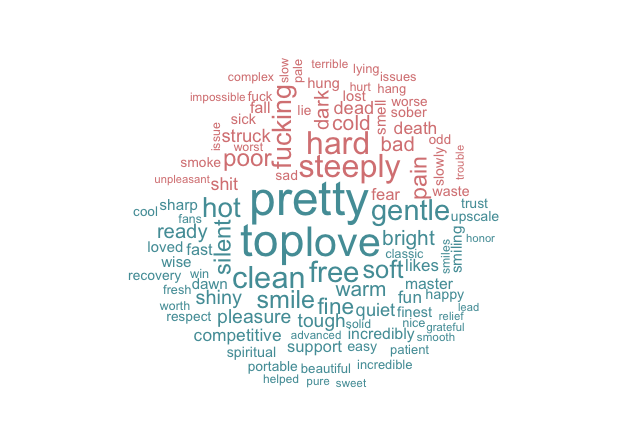 slow pale terrible lying
complex hung hurt issues
impossible fuck fucking dark lost hang
fall lie dead smell worse
sick cold sober
issue struck hard death
worst bad odd
smoke poor steeply pain slowly trouble
unpleasant shit sad fear waste
cool sharp hot pretty gentle trust
fans upscale
ready silent top love bright smiling honor
loved fast classic smiles
wise clean free soft likes
recovery win dawn warm master
fresh shiny smile fun happy
worth fine quiet finest lead
respect pleasure tough solid nice relief
grateful
competitive advanced incredibly smooth
spiritual support easy patient
portable beautiful incredible
helped pure sweet